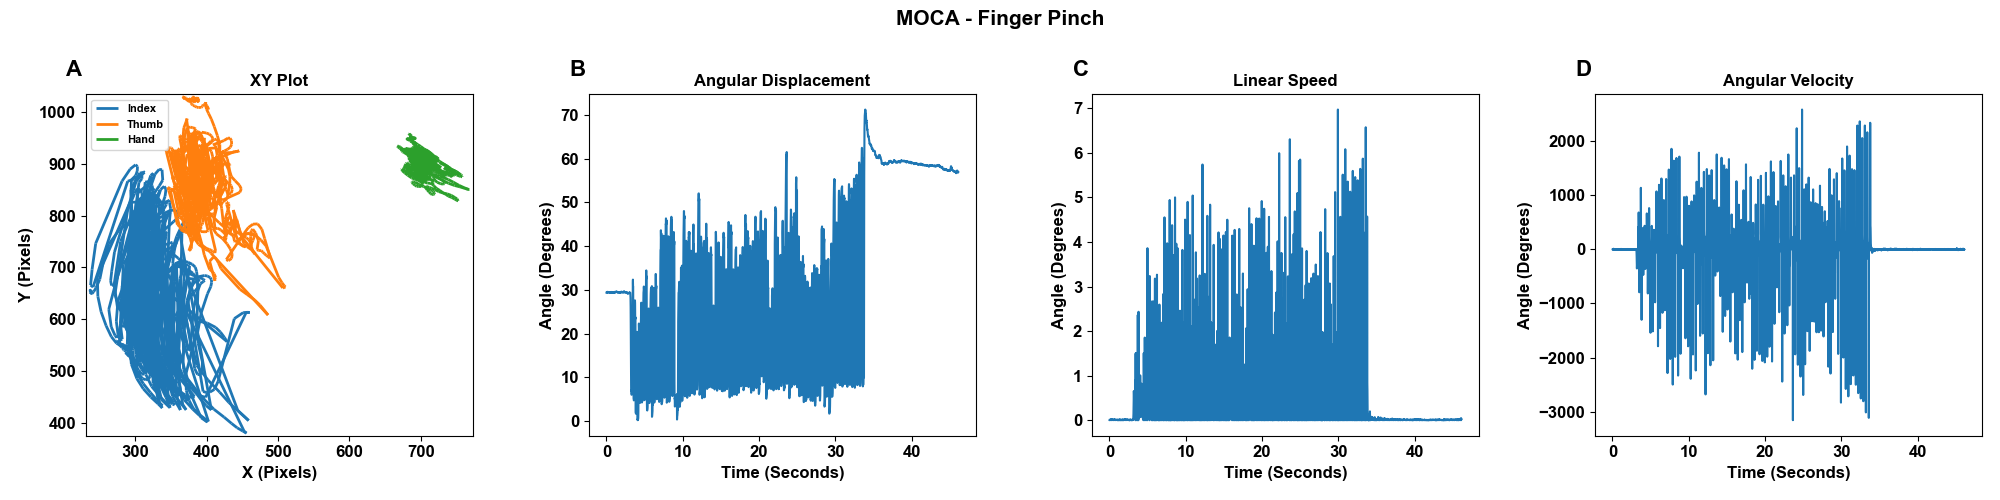 MOCA - Finger Pinch
A
XY Plot
Index
Thumb
Hand
1000
900
800
700
600
500
400
Y (Pixels)
300 400 500 600 700
X (Pixels)
B
Angular Displacement
70
60
50
40
30
20
10
0
Angle (Degrees)
0 10 20 30 40
Time (Seconds)
C
Linear Speed
7
6
5
4
3
2
1
0
Angle (Degrees)
0 10 20 30 40
Time (Seconds)
D
Angular Velocity
2000
1000
0
−1000
−2000
−3000
Angle (Degrees)
0 10 20 30 40
Time (Seconds)